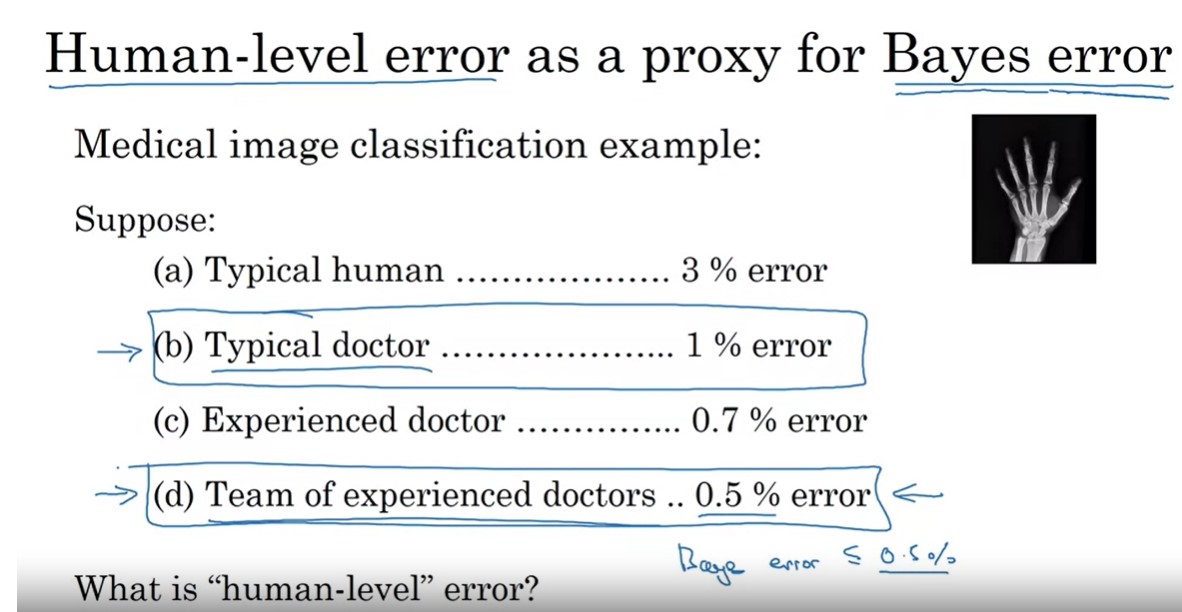 Human-level error as a proxy for Bayes error
Medical image classification example:
Suppose:
(a) Typical human ................... 3 % error
(b) Typical doctor ..................... 1 % error
(c) Experienced doctor ............... 0.7 % error
(d) Team of experienced doctors .. 0.5 % error
Baye error ≤ 0.5%
What is “human-level” error?